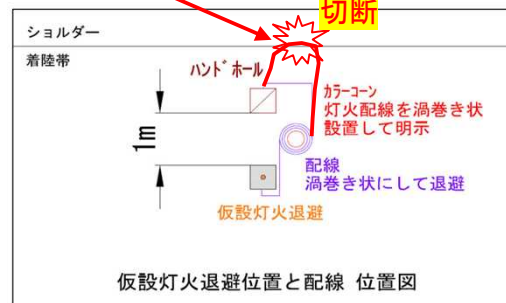 切断
ショルダー
着陸帯
ハンドホール
カラーコーン
灯火配線を渦巻き状
設置して明示
1m
配線
渦巻き状にして退避
仮設灯火退避
仮設灯火退避位置と配線 位置図